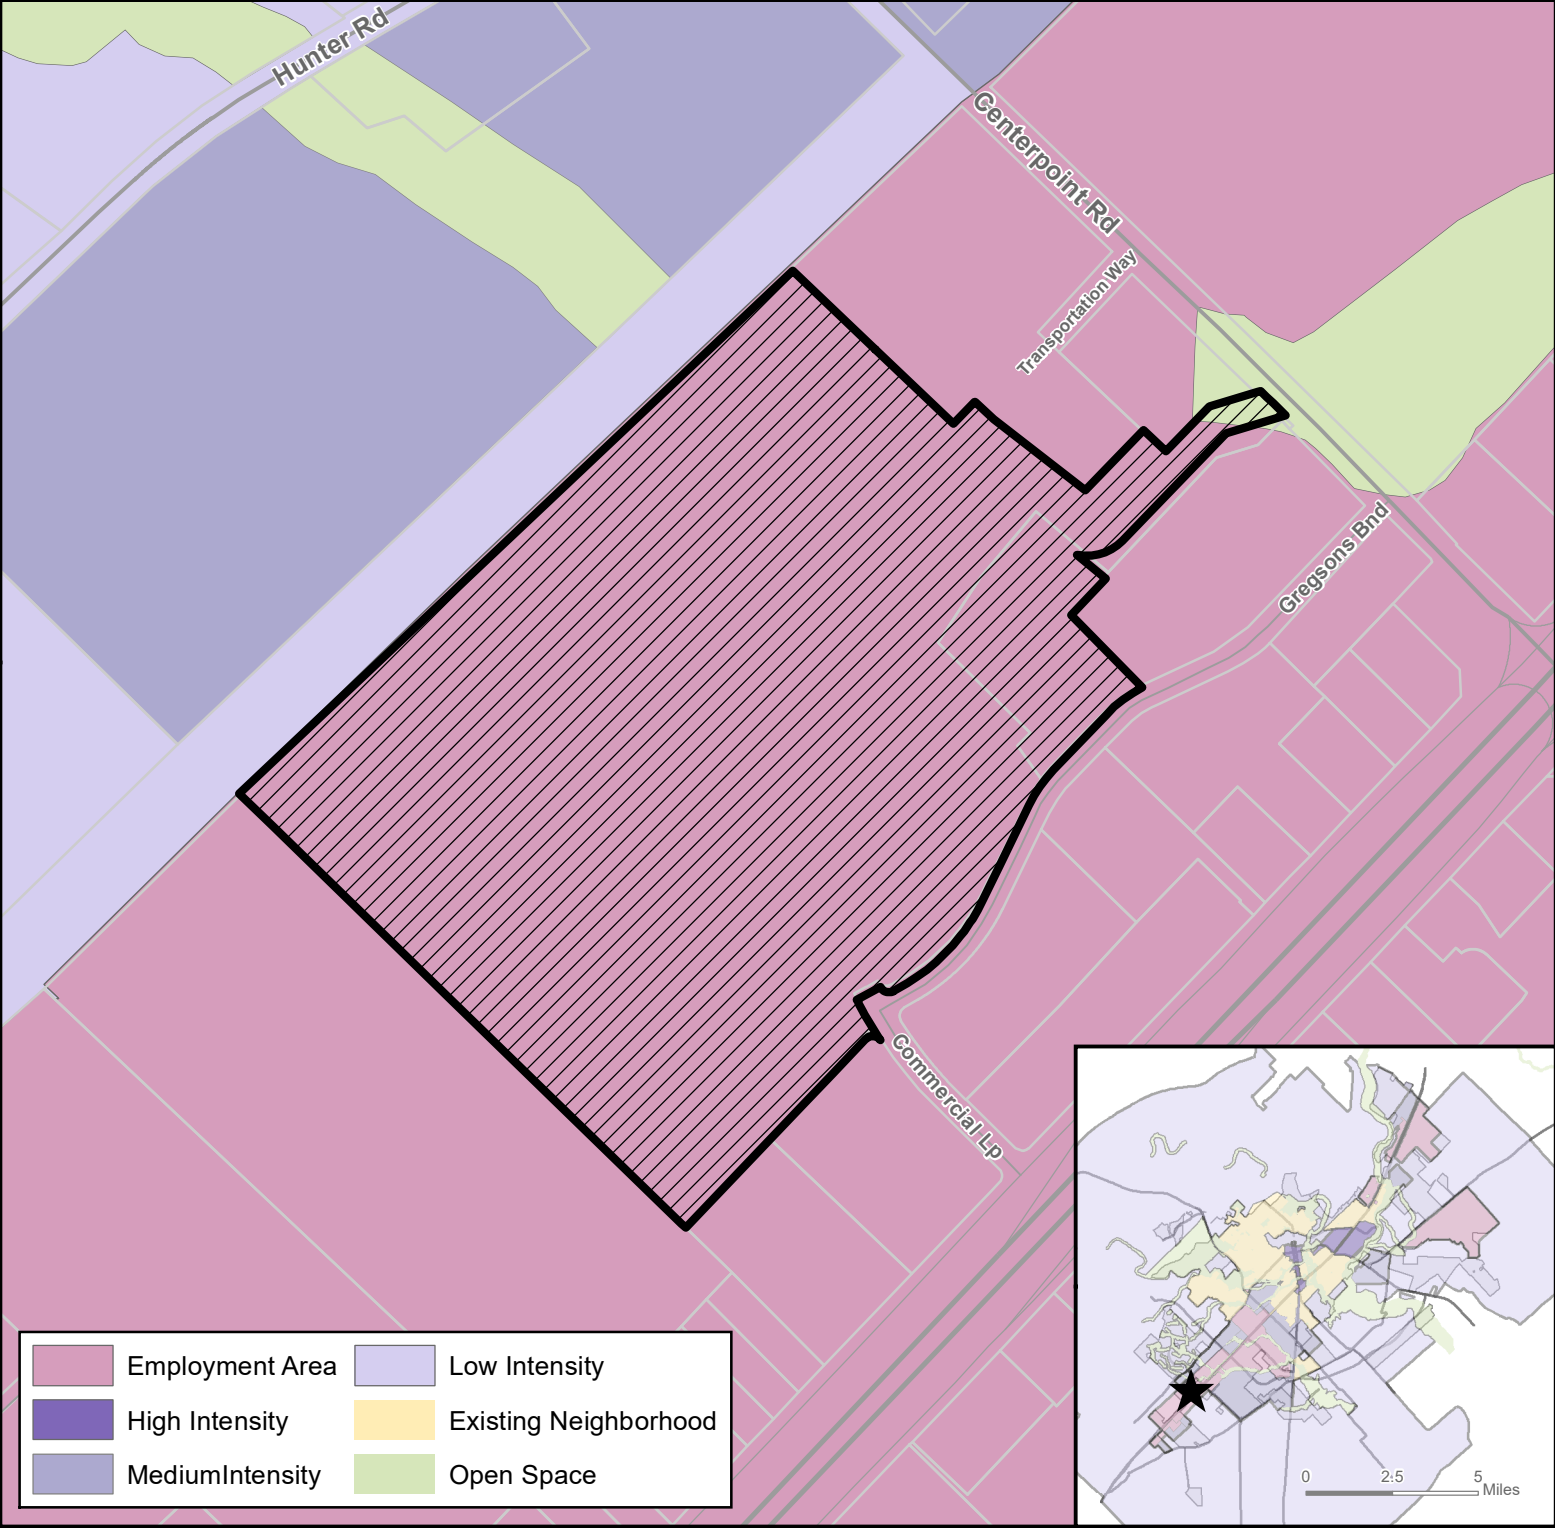 Hunter Rd
Centerpoint Rd
Transportation Way
Gregsons Bnd
Commercial Lp
Employment Area
High Intensity
MediumIntensity
Low Intensity
Existing Neighborhood
Open Space
0 2.5 5
Miles